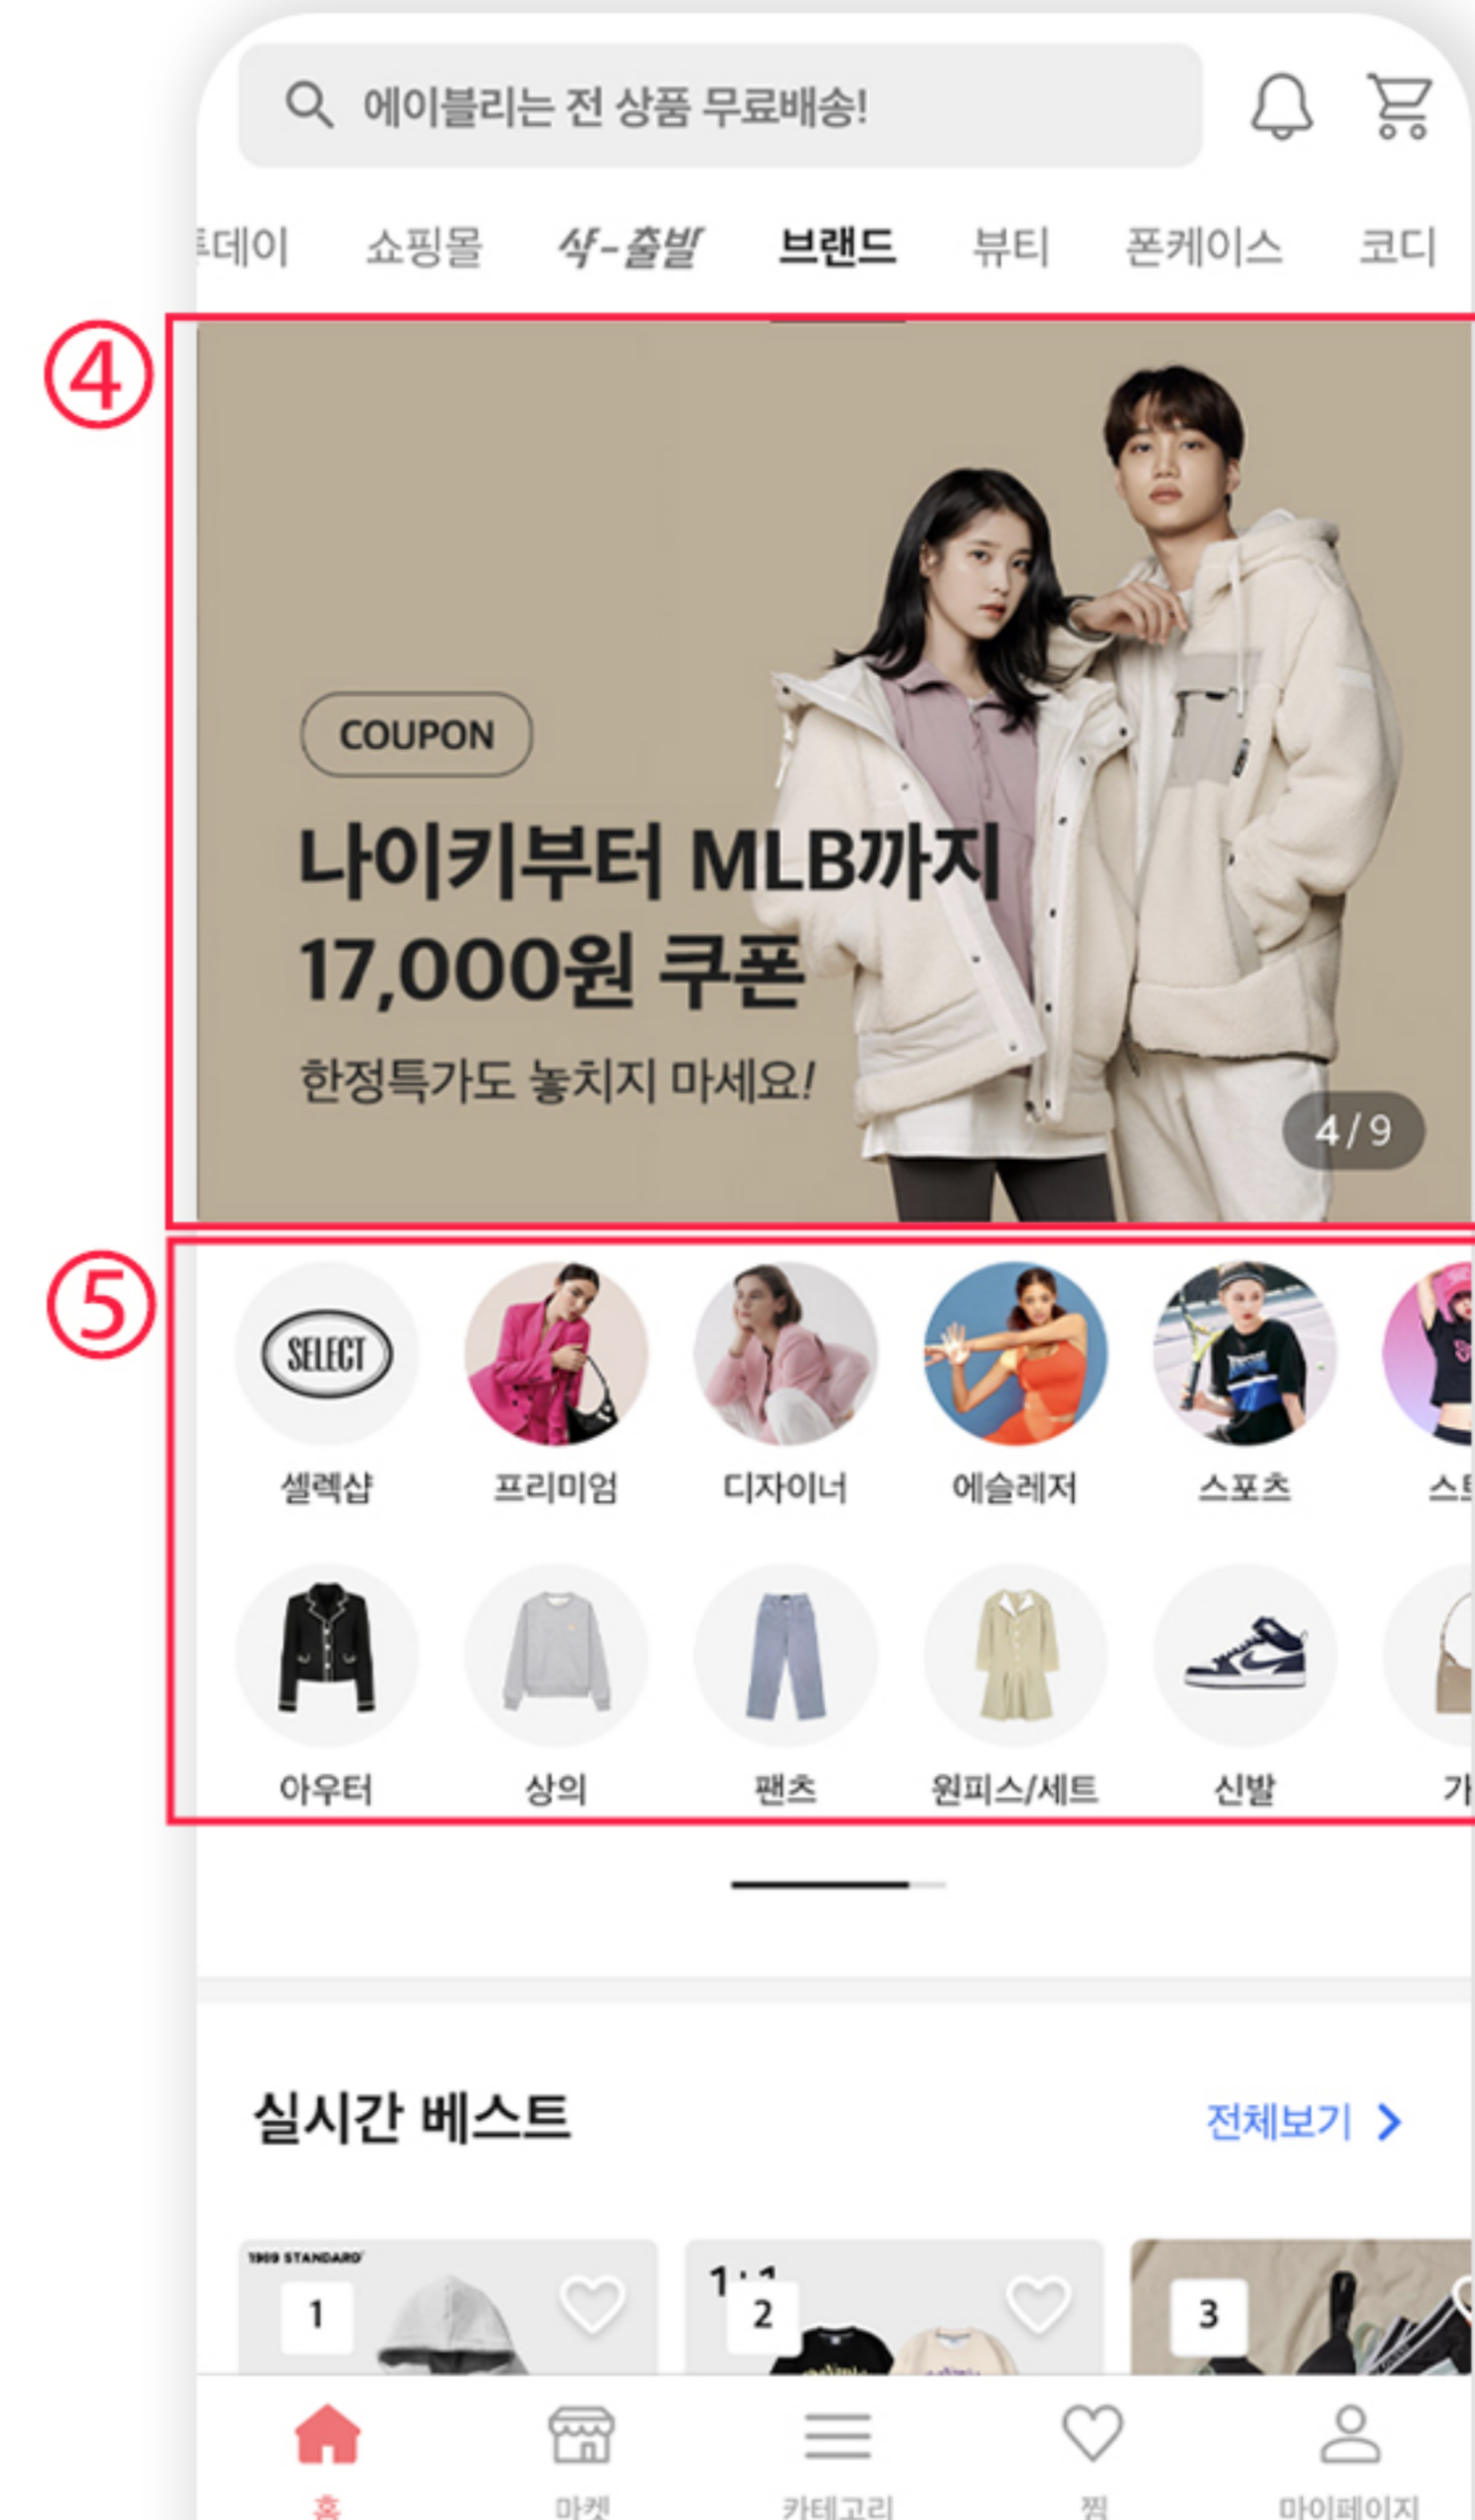 에이블리는 전 상품 무료배송!
투데이 쇼핑몰 샥-출발 브랜드 뷰티 폰케이스 코디
④
COUPON
나이키부터 MLB까지
17,000원 쿠폰
한정특가도 놓치지 마세요!
4/9
⑤
SELECT
셀렉샵 프리미엄 디자이너 에슬레저 스포츠
아우터 상의 팬츠 원피스/세트 신발
실시간 베스트 전체보기
1989 STANDARD
1 2 3
홈 마켓 카테고리 찜 마이페이지